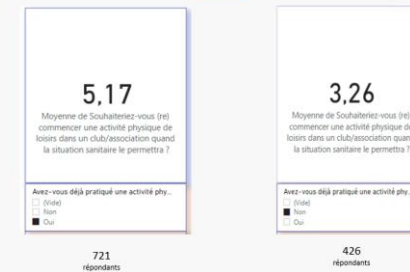 5,17
Moyenne de Souhaiteriez-vous (re)
commencer une activité physique de
loisirs dans un club/association quand
la situation sanitaire le permettra ?
Avez-vous déjà pratiqué une activité phy...
(Vide)
Non
Oui
721
répondants
3,26
Moyenne de Souhaiteriez-vous (re)
commencer une activité physique de
loisirs dans un club/association quand
la situation sanitaire le permettra ?
Avez-vous déjà pratiqué une activité phy...
(Vide)
Non
Oui
426
répondants